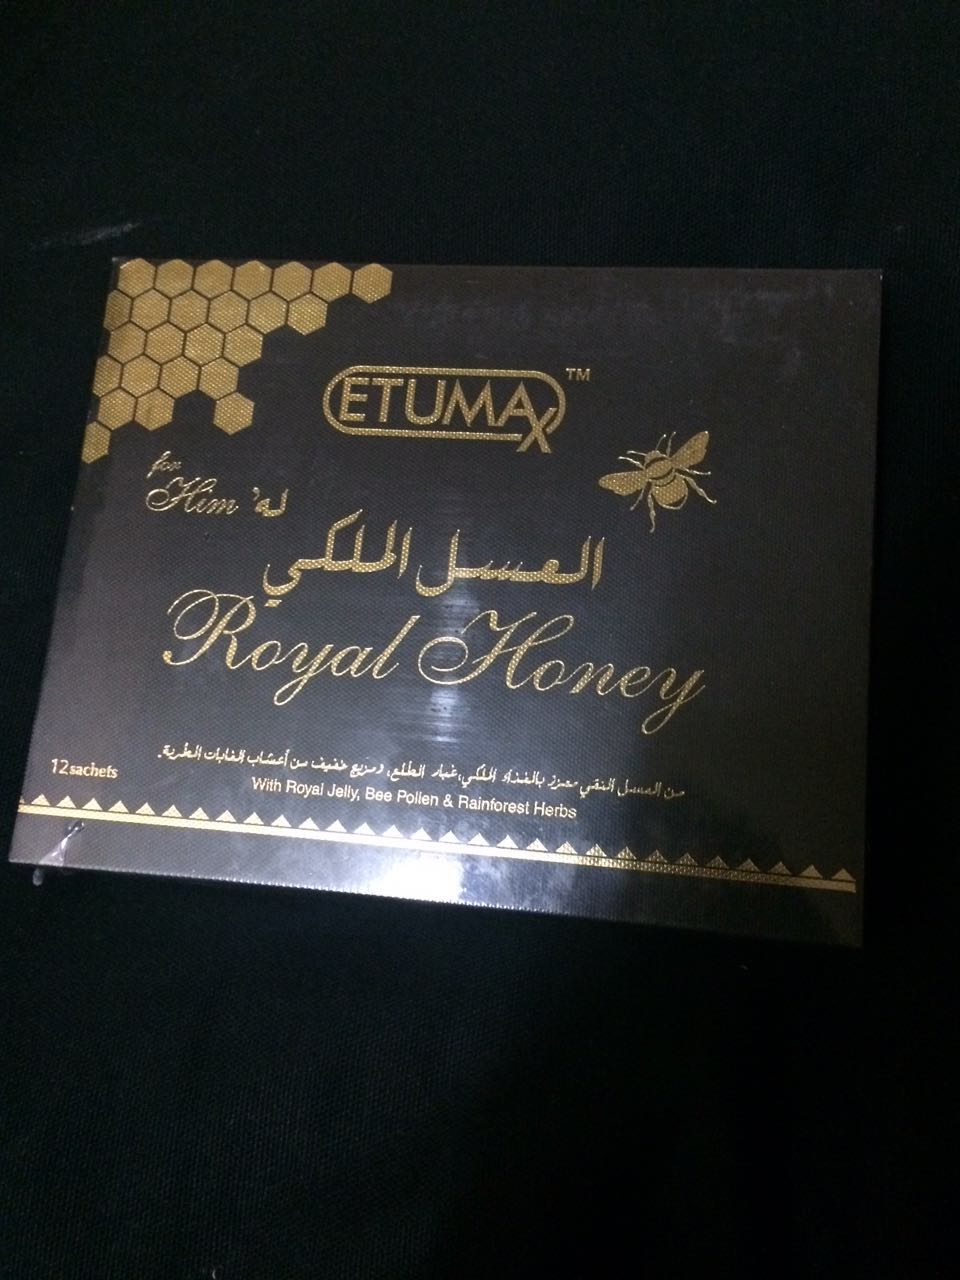 ETUMAX™
for
Him له
العسل الملكي
Royal Honey
12 sachets
من العسل النقي معزز بالغذاء الملكي، غبار الطلع، ومزيج خفيف من أعشاب الغابات المطرية.
With Royal Jelly, Bee Pollen & Rainforest Herbs